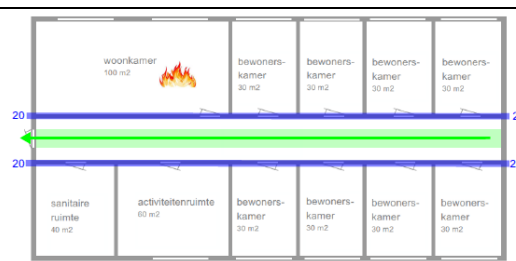 woonkamer
100 m2
bewoners-
kamer
30 m2
bewoners-
kamer
30 m2
bewoners-
kamer
30 m2
bewoners-
kamer
30 m2
20
2
20
2
sanitaire
ruimte
40 m2
activiteitenruimte
60 m2
bewoners-
kamer
30 m2
bewoners-
kamer
30 m2
bewoners-
kamer
30 m2
bewoners-
kamer
30 m2